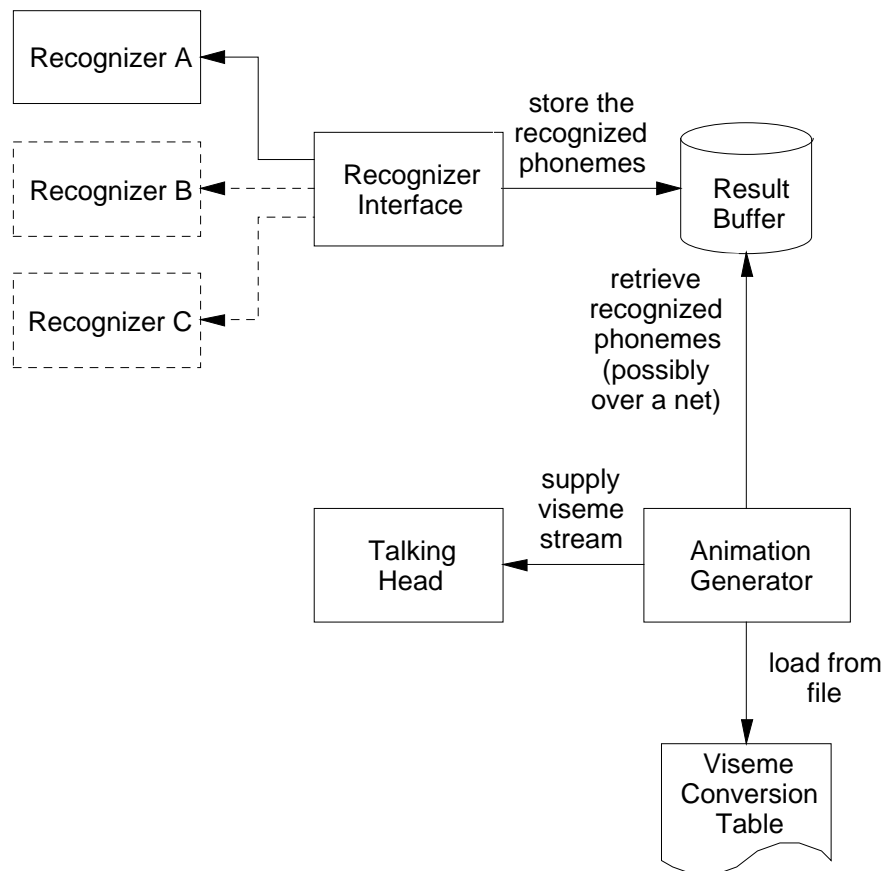 Recognizer A
store the
recognized
phonemes
Recognizer B
Recognizer
Interface
Result
Buffer
Recognizer C
retrieve
recognized
phonemes
(possibly
over a net)
supply
viseme
stream
Talking
Head
Animation
Generator
load from
file
Viseme
Conversion
Table